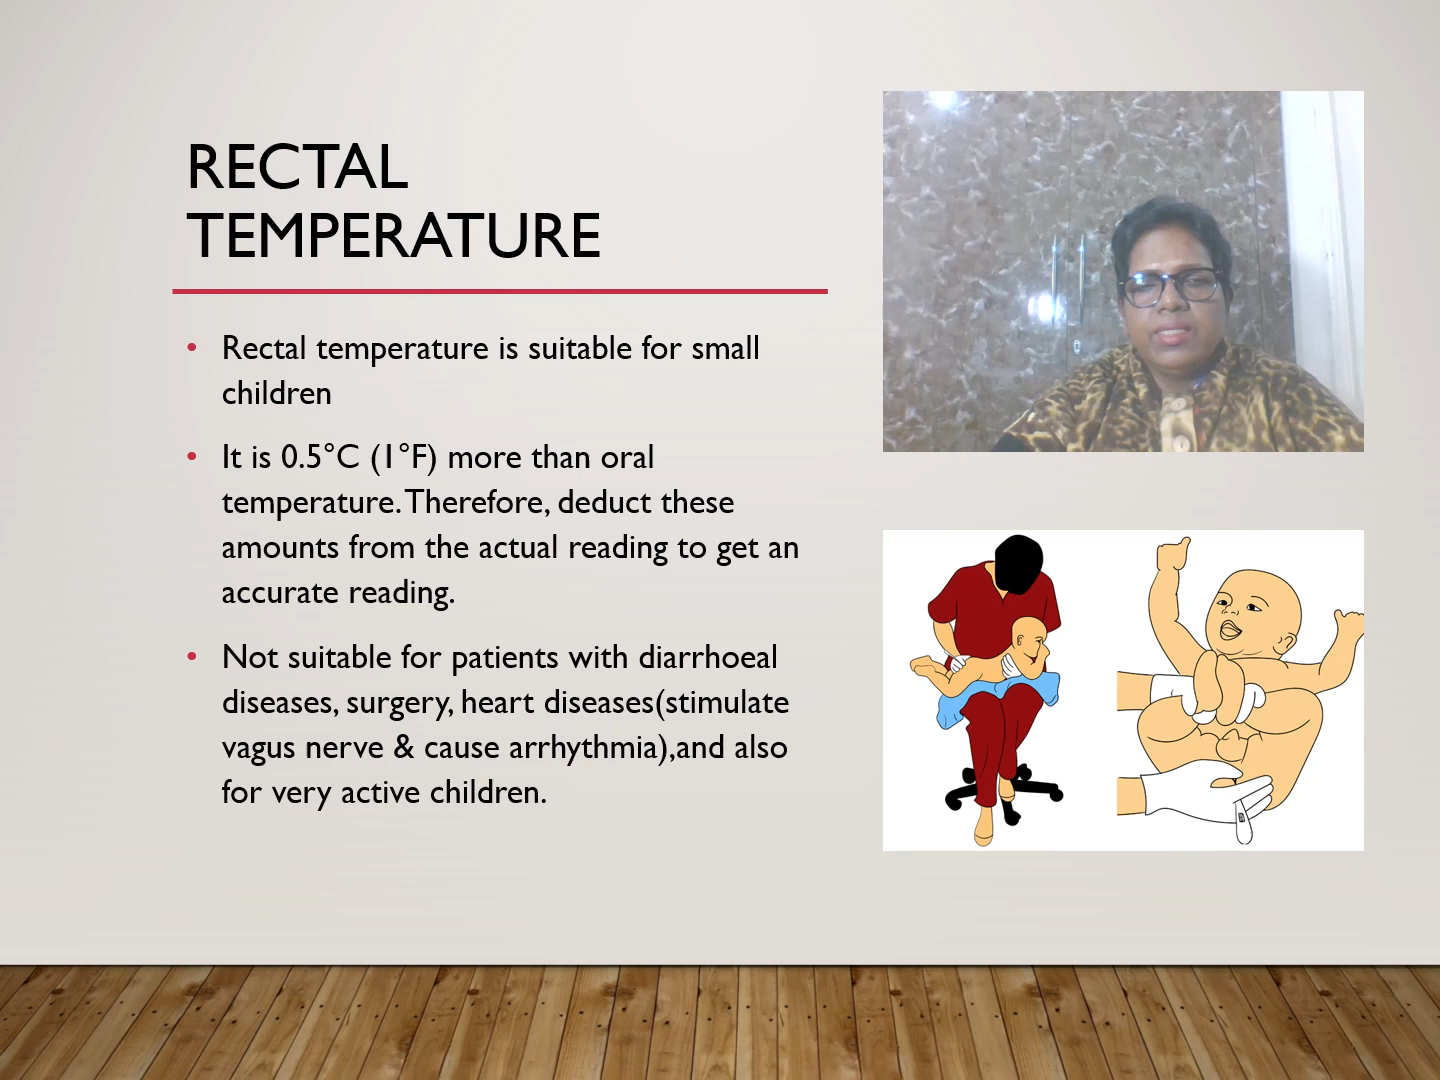 RECTAL
TEMPERATURE
• Rectal temperature is suitable for small
children
• It is 0.5°C (1°F) more than oral
temperature. Therefore, deduct these
amounts from the actual reading to get an
accurate reading.
• Not suitable for patients with diarrhoeal
diseases, surgery, heart diseases(stimulate
vagus nerve & cause arrhythmia),and also
for very active children.